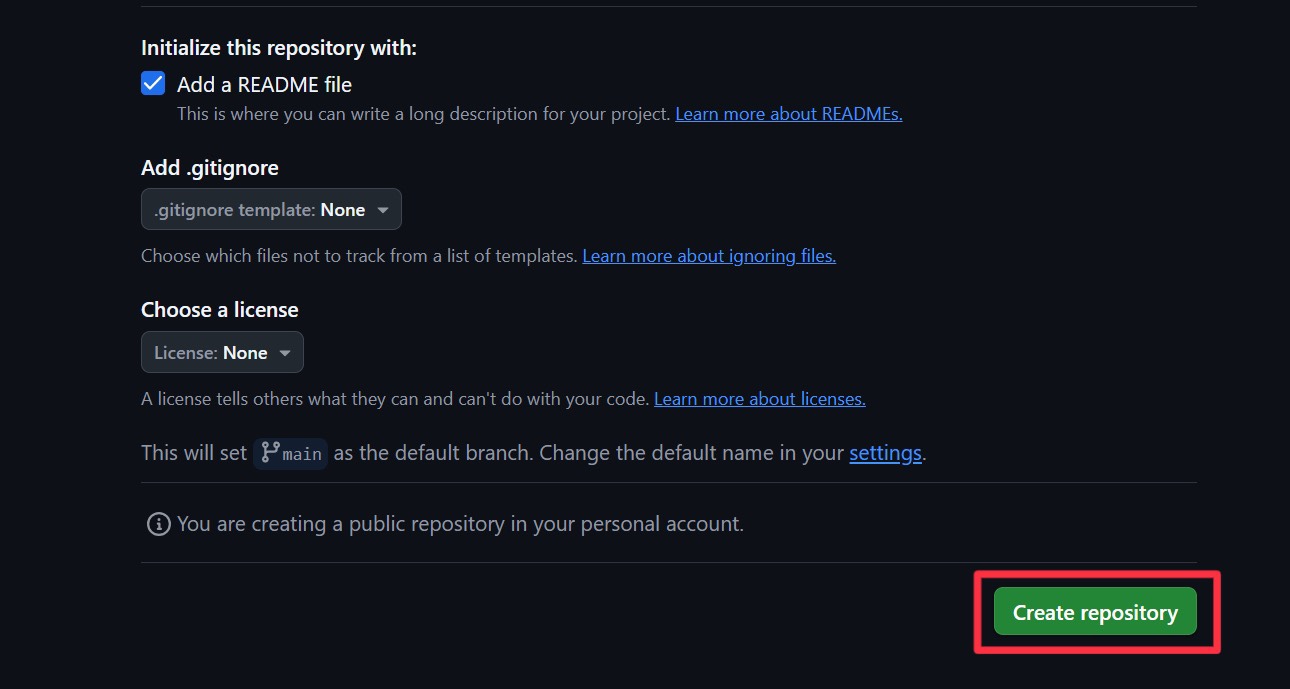 Initialize this repository with:
Add a README file
This is where you can write a long description for your project. Learn more about READMEs.
Add .gitignore
.gitignore template: None
Choose which files not to track from a list of templates. Learn more about ignoring files.
Choose a license
License: None
A license tells others what they can and can't do with your code. Learn more about licenses.
This will set main as the default branch. Change the default name in your settings.
You are creating a public repository in your personal account.
Create repository